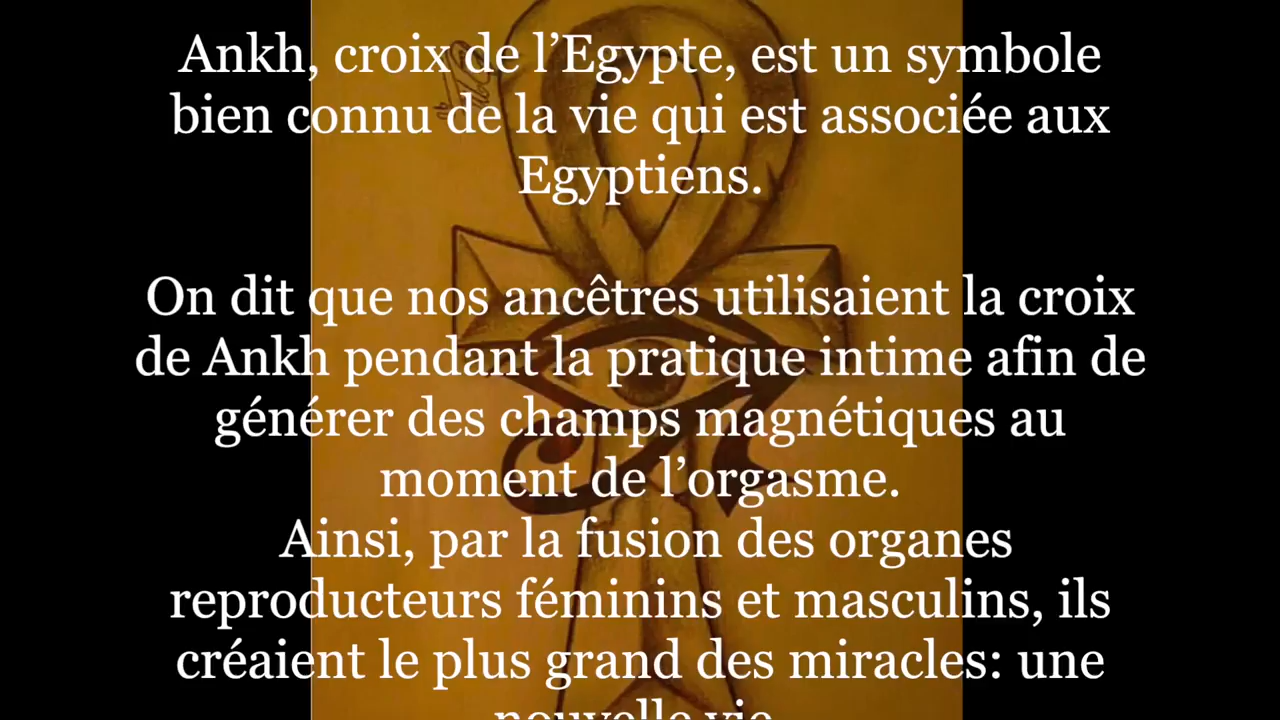 Ankh, croix de l’Egypte, est un symbole
bien connu de la vie qui est associée aux
Egyptiens.
On dit que nos ancêtres utilisaient la croix
de Ankh pendant la pratique intime afin de
générer des champs magnétiques au
moment de l’orgasme.
Ainsi, par la fusion des organes
reproducteurs féminins et masculins, ils
créaient le plus grand des miracles: une
nouvelle vie